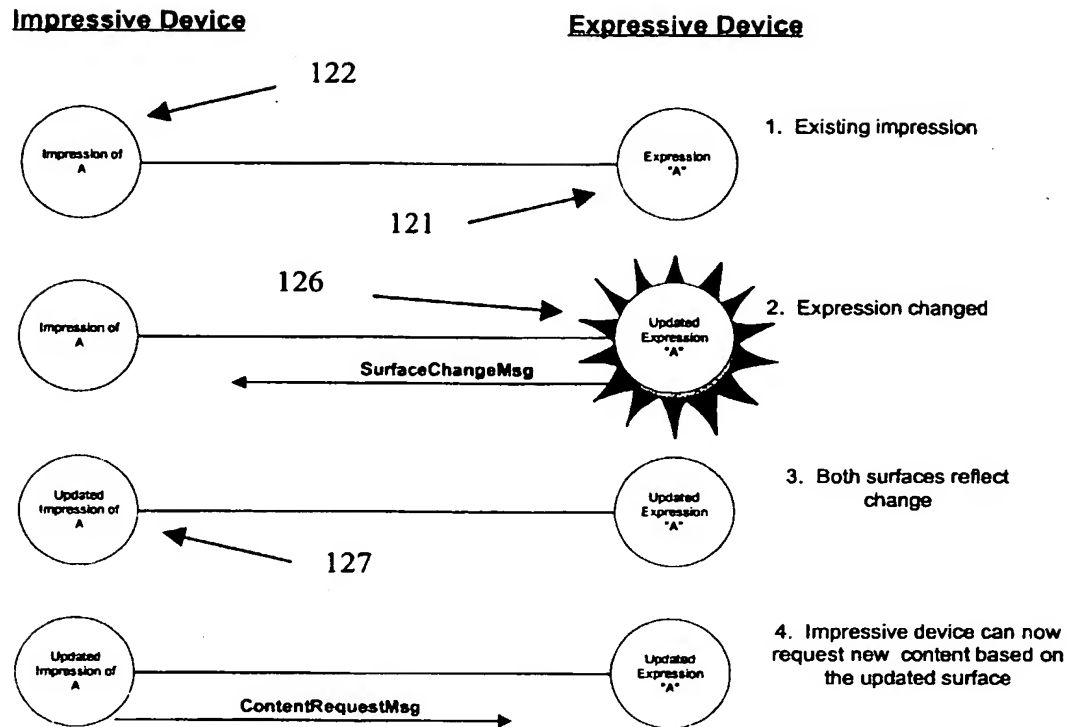 Impressive Device
Expressive Device
122
Impression of
A
Expression
"A"
1. Existing impression
121
126
Impression of
A
Updated
Expression
"A"
2. Expression changed
SurfaceChangeMsg
Updated
Impression of
A
Updated
Expression
"A"
3. Both surfaces reflect
change
127
Updated
Impression of
A
Updated
Expression
"A"
4. Impressive device can now
request new content based on
the updated surface
ContentRequestMsg